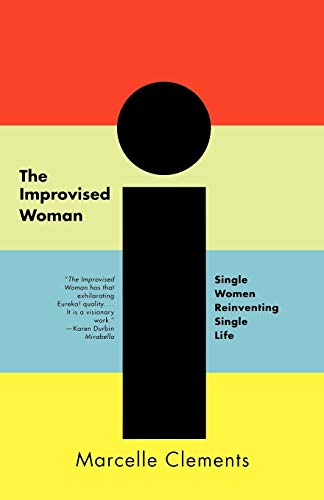 The
Improvised
Woman
"The Improvised
Woman has that
exhilarating
Eureka! quality. . . .
It is a visionary
work."
—Karen Durbin
Mirabella
Single
Women
Reinventing
Single
Life
Marcelle Clements